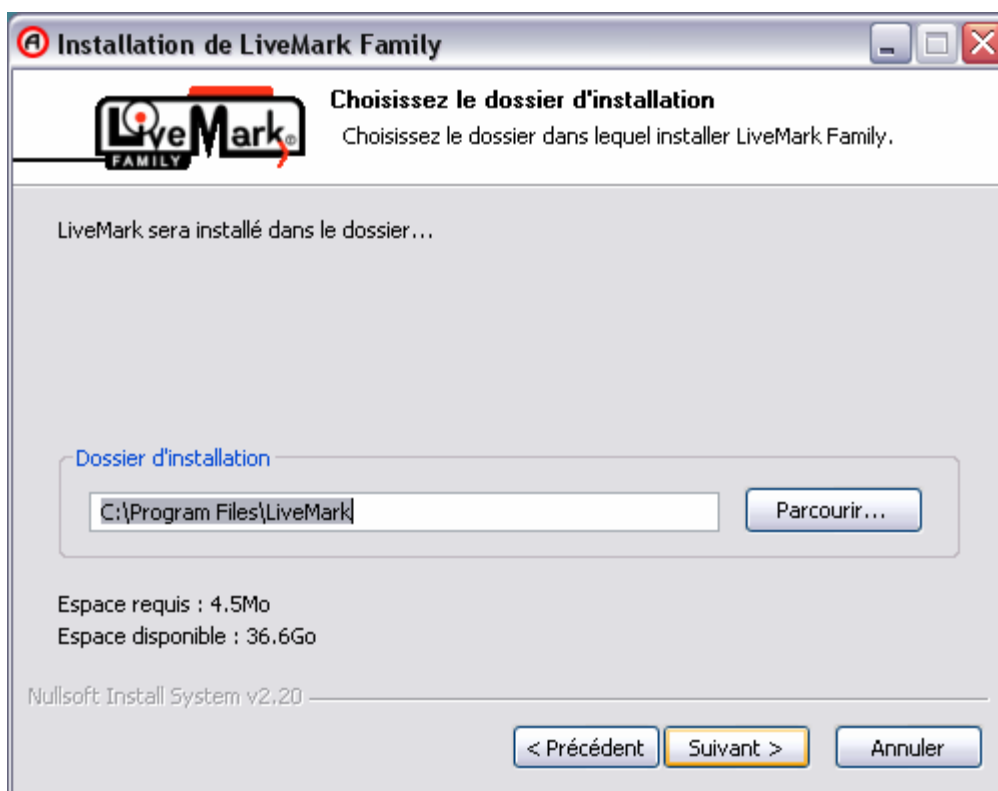 Installation de LiveMark Family
LiveMark®
FAMILY
Choisissez le dossier d'installation
Choisissez le dossier dans lequel installer LiveMark Family.
LiveMark sera installé dans le dossier...
Dossier d'installation
C:\Program Files\LiveMark
Parcourir...
Espace requis : 4.5Mo
Espace disponible : 36.6Go
Nullsoft Install System v2.20
< Précédent
Suivant >
Annuler